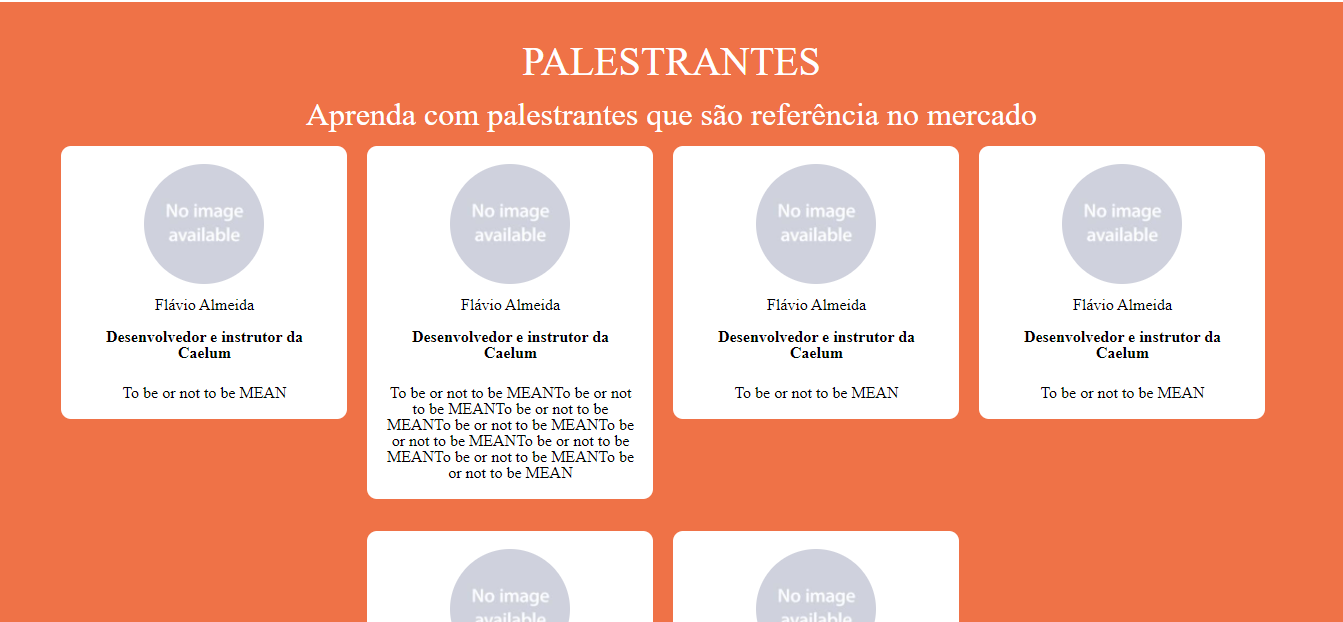 PALESTRANTES
Aprenda com palestrantes que são referência no mercado
No image
available
Flávio Almeida
Desenvolvedor e instrutor da
Caelum
To be or not to be MEAN
No image
available
Flávio Almeida
Desenvolvedor e instrutor da
Caelum
To be or not to be MEANTo be or not
to be MEANTo be or not to be
MEANTo be or not to be MEANTo be
or not to be MEANTo be or not to be
MEANTo be or not to be MEANTo be
or not to be MEAN
No image
available
Flávio Almeida
Desenvolvedor e instrutor da
Caelum
To be or not to be MEAN
No image
available
Flávio Almeida
Desenvolvedor e instrutor da
Caelum
To be or not to be MEAN
No image
available
No image
available